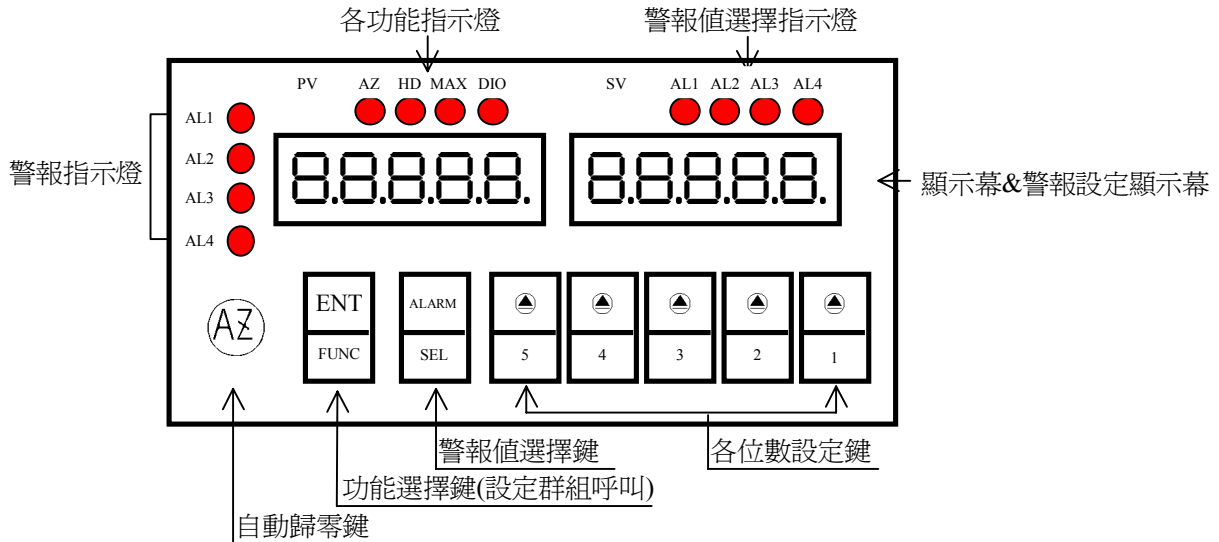 各功能指示燈 警報值選擇指示燈
PV AZ HD MAX DIO SV AL1 AL2 AL3 AL4
AL1
AL2
AL3
AL4
警報指示燈
8.8.8.8.8. 8.8.8.8.8.
顯示幕&警報設定顯示幕
AZ
ENT ALARM
FUNC SEL 5 4 3 2 1
警報值選擇鍵 各位數設定鍵
功能選擇鍵(設定群組呼叫)
自動歸零鍵